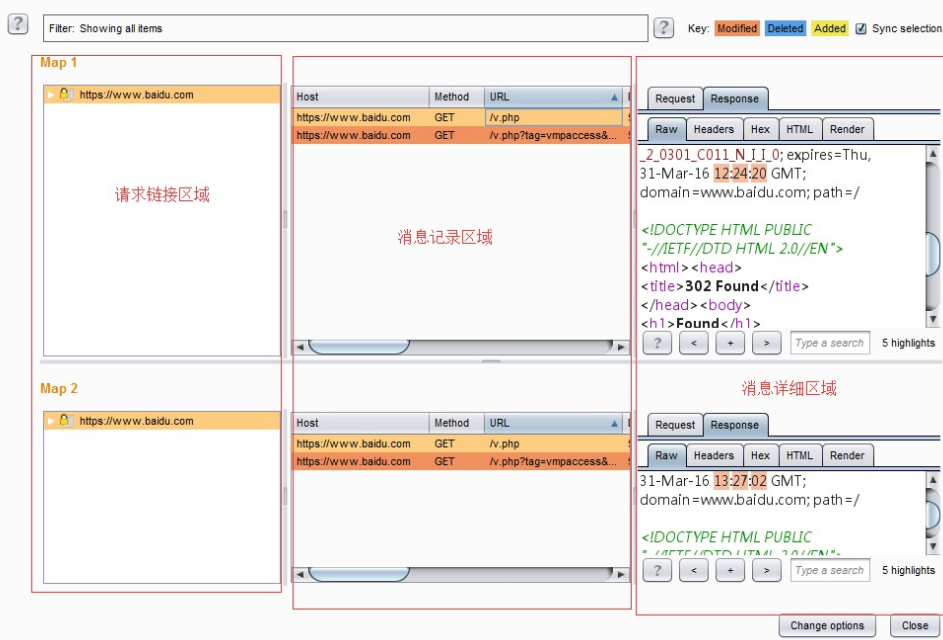 ? Filter: Showing all items ? Key: Modified Deleted Added Sync selection
Map 1
https://www.baidu.com
请求链接区域
Host Method URL
https://www.baidu.com GET /v.php
https://www.baidu.com GET /v.php?tag=vmpaccess&...
消息记录区域
Request Response
Raw Headers Hex HTML Render
_2_0301_C011_N_I_I_0; expires=Thu,
31-Mar-16 12:24:20 GMT;
domain=www.baidu.com; path=/
<!DOCTYPE HTML PUBLIC
"-//IETF//DTD HTML 2.0//EN">
<html><head>
<title>302 Found</title>
</head><body>
<h1>Found</h1>
? < + > Type a search 5 highlights
消息详细区域
Map 2
https://www.baidu.com
Host Method URL
https://www.baidu.com GET /v.php
https://www.baidu.com GET /v.php?tag=vmpaccess&...
Request Response
Raw Headers Hex HTML Render
31-Mar-16 13:27:02 GMT;
domain=www.baidu.com; path=/
<!DOCTYPE HTML PUBLIC
"-//IETF//DTD HTML 2.0//EN">
? < + > Type a search 5 highlights
Change options Close